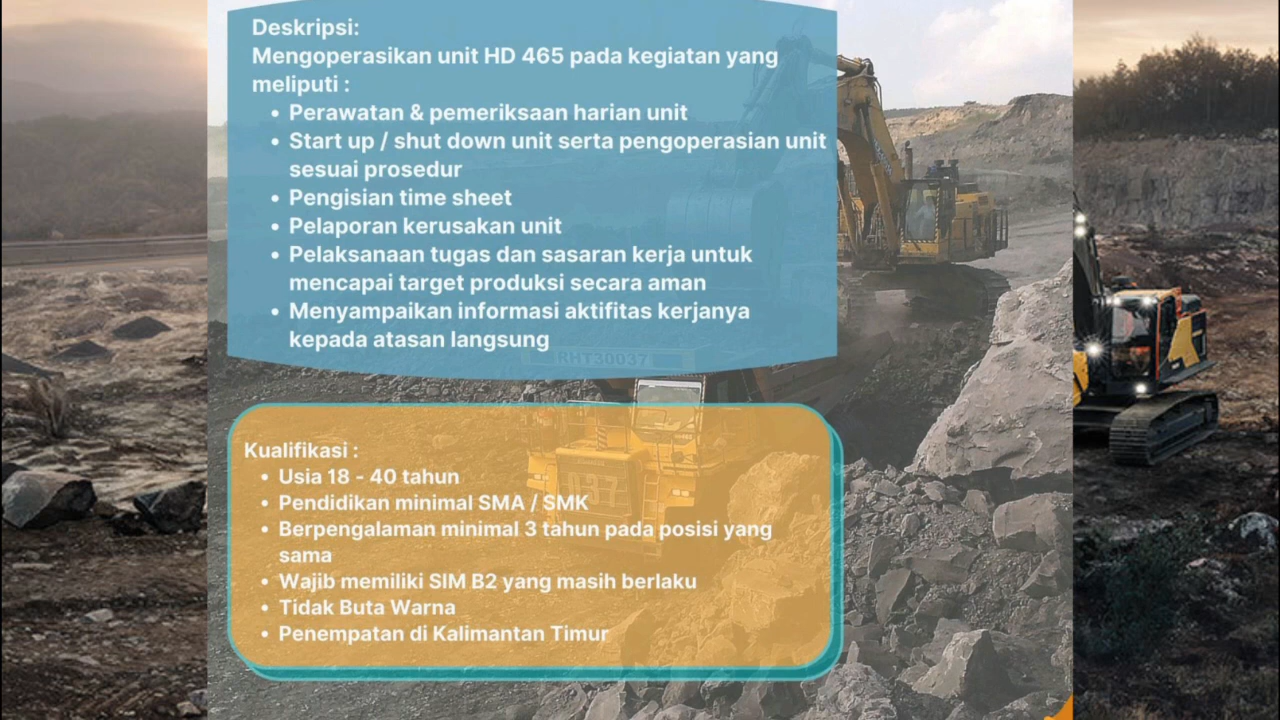 Deskripsi:
Mengoperasikan unit HD 465 pada kegiatan yang
meliputi :
• Perawatan & pemeriksaan harian unit
• Start up / shut down unit serta pengoperasian unit
sesuai prosedur
• Pengisian time sheet
• Pelaporan kerusakan unit
• Pelaksanaan tugas dan sasaran kerja untuk
mencapai target produksi secara aman
• Menyampaikan informasi aktifitas kerjanya
kepada atasan langsung
RHT30037
Kualifikasi :
• Usia 18 - 40 tahun
• Pendidikan minimal SMA / SMK
• Berpengalaman minimal 3 tahun pada posisi yang
sama
• Wajib memiliki SIM B2 yang masih berlaku
• Tidak Buta Warna
• Penempatan di Kalimantan Timur